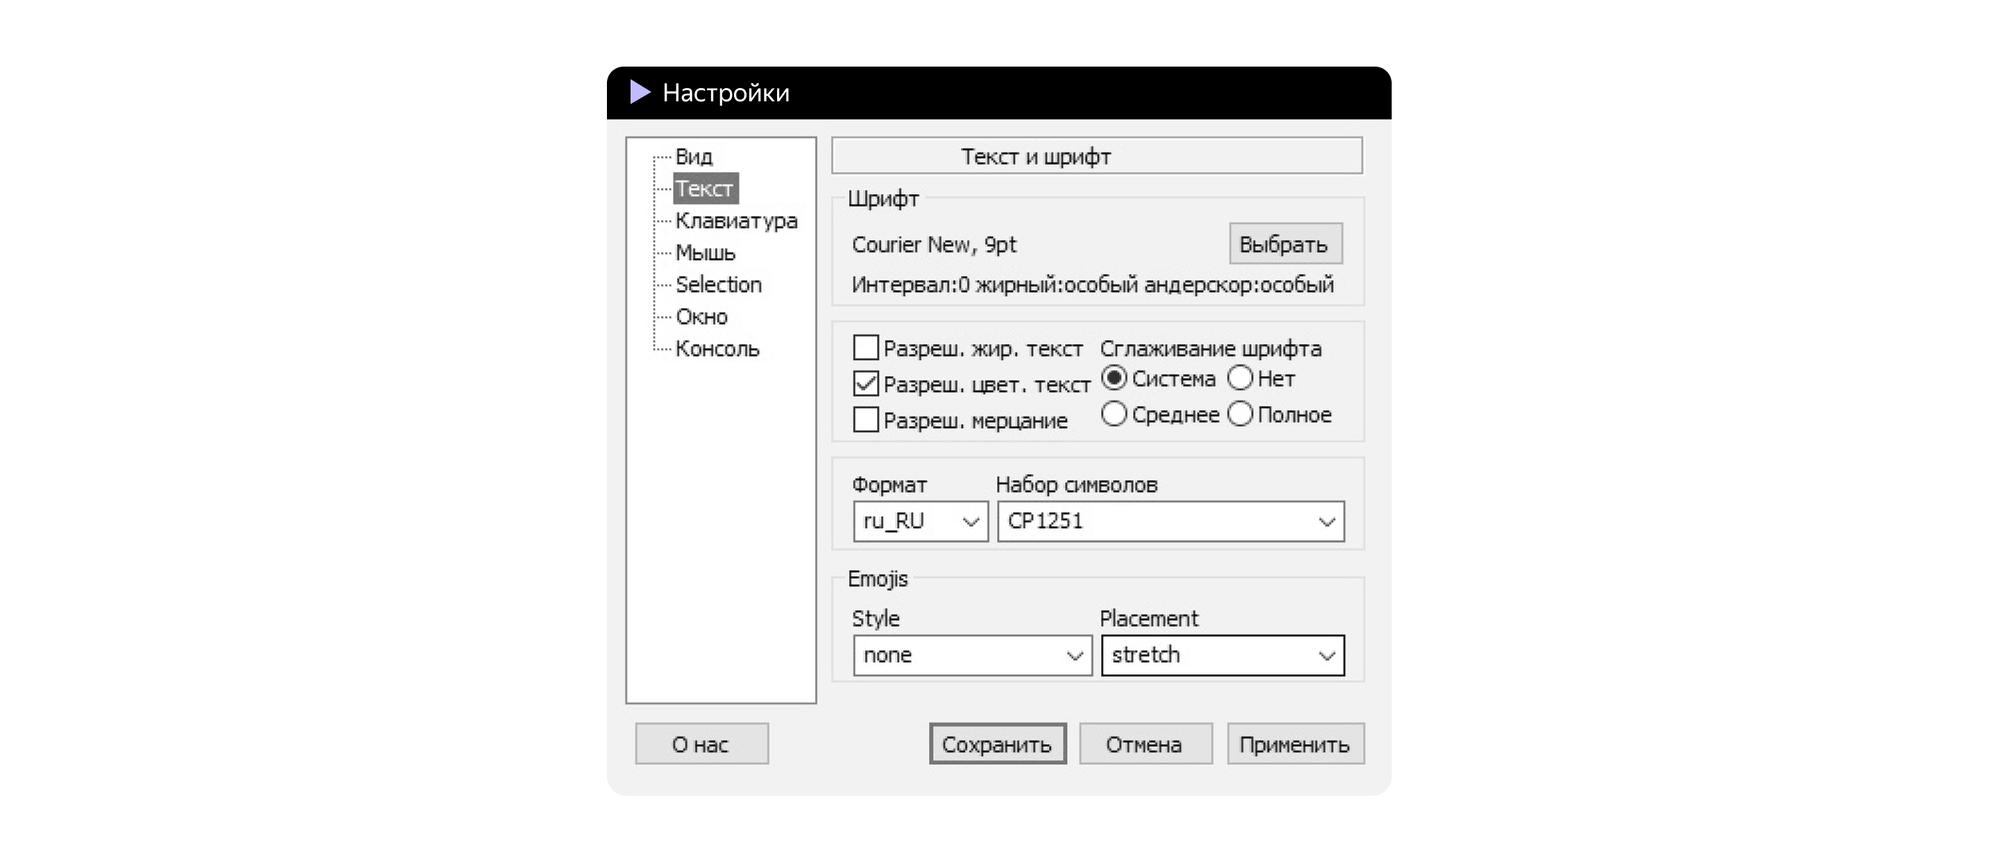 Настройки
Вид
Текст
Клавиатура
Мышь
Selection
Окно
Консоль
Текст и шрифт
Шрифт
Courier New, 9pt
Выбрать
Интервал:0 жирный:особый андерскор:особый
Разреш. жир. текст
Разреш. цвет. текст
Разреш. мерцание
Сглаживание шрифта
Система Нет
Среднее Полное
Формат Набор символов
ru_RU CP1251
Emojis
Style Placement
none stretch
О нас Сохранить Отмена Применить